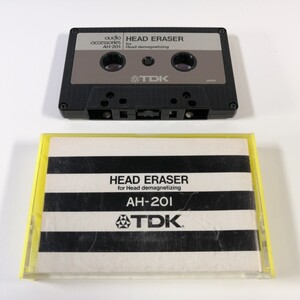 audio
accessories
AH-201
HEAD ERASER
for
Head demagnetizing
TDK
HEAD ERASER
for Head demagnetizing
AH-201
TDK